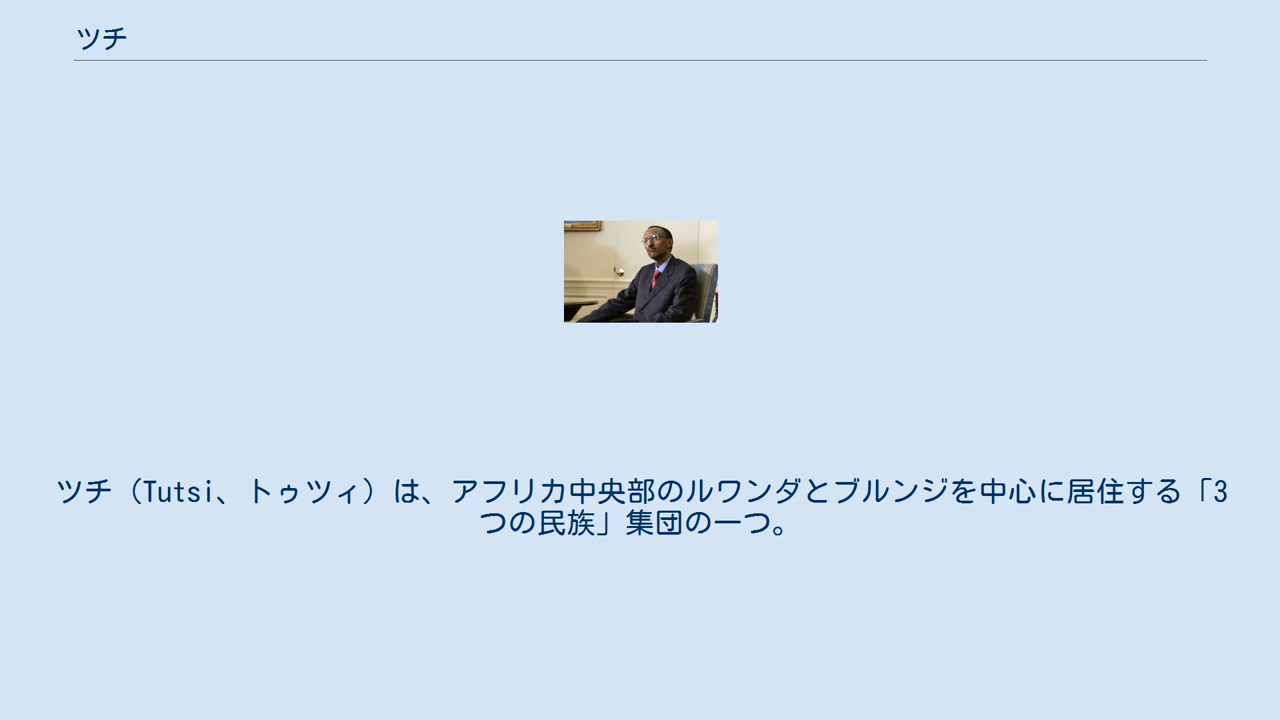 ツチ
ツチ（Tutsi、トゥツィ）は、アフリカ中央部のルワンダとブルンジを中心に居住する「3
つの民族」集団の一つ。